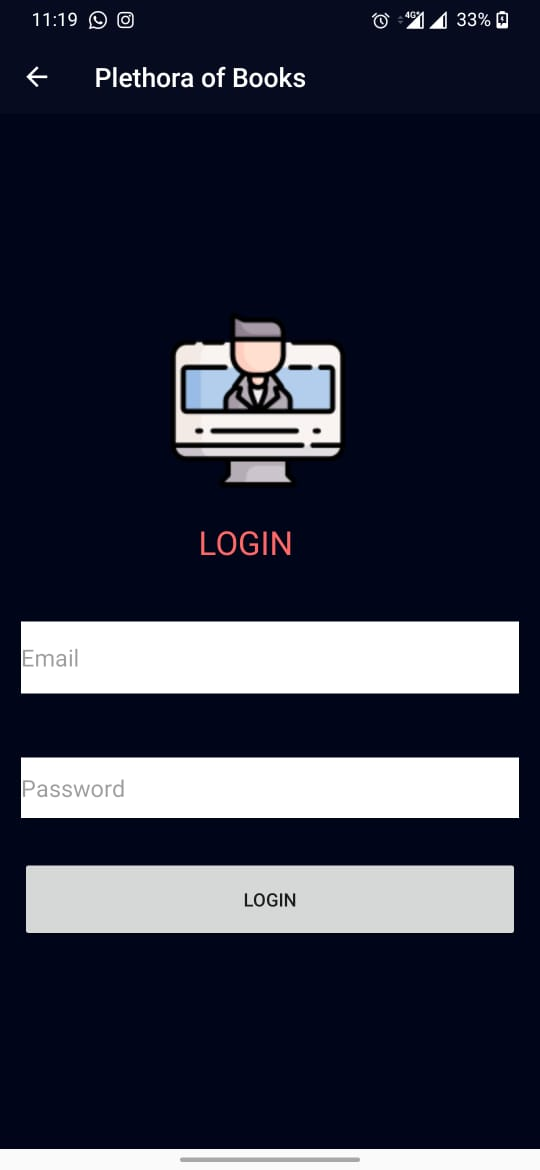 11:19 4G+ 33%
Plethora of Books
LOGIN
Email
Password
LOGIN